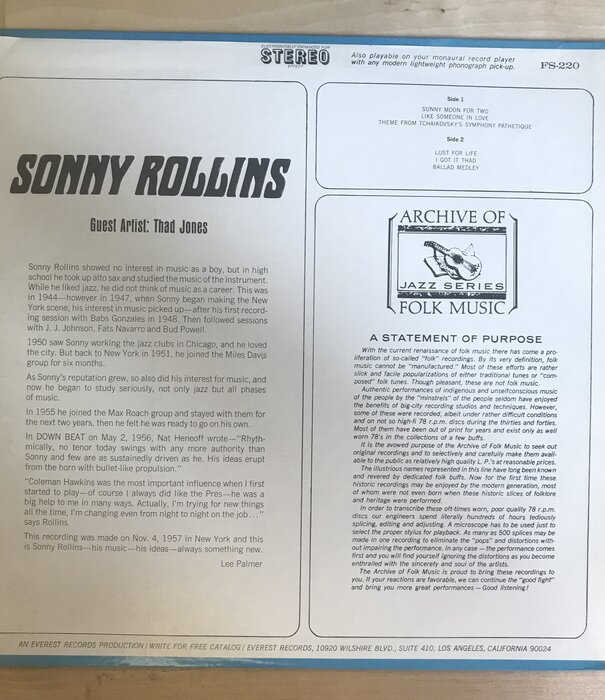 ELECTRONICALLY ENHANCED FOR
STEREO
EFFECT
Also playable on your monaural record player
with any modern lightweight phonograph pick-up.
FS-220
SONNY ROLLINS
Guest Artist: Thad Jones
Sonny Rollins showed no interest in music as a boy, but in high
school he took up alto sax and studied the music of the instrument.
While he liked jazz, he did not think of music as a career. This was
in 1944—however in 1947, when Sonny began making the New
York scene, his interest in music picked up—after his first record-
ing session with Babs Gonzales in 1948. Then followed sessions
with J. J. Johnson, Fats Navarro and Bud Powell.
1950 saw Sonny working the jazz clubs in Chicago, and he loved
the city. But back to New York in 1951, he joined the Miles Davis
group for six months.
As Sonny's reputation grew, so also did his interest for music, and
now he began to study seriously, not only jazz but all phases
of music.
In 1955 he joined the Max Roach group and stayed with them for
the next two years, then he felt he was ready to go on his own.
In DOWN BEAT on May 2, 1956, Nat Heneoff wrote—"Rhyth-
mically, no tenor today swings with any more authority than
Sonny and few are as sustainedly driven as he. His ideas erupt
from the horn with bullet-like propulsion."
"Coleman Hawkins was the most important influence when I first
started to play—of course I always did like the Pres—he was a
big help to me in many ways. Actually, I'm trying for new things
all the time, I'm changing even from night to night on the job . . ."
says Rollins.
This recording was made on Nov. 4, 1957 in New York and this
is Sonny Rollins—his music—his ideas—always something new.
Lee Palmer
Side 1
SUNNY MOON FOR TWO
LIKE SOMEONE IN LOVE
THEME FROM TCHAIKOVSKY'S SYMPHONY PATHETIQUE
Side 2
LUST FOR LIFE
I GOT IT THAD
BALLAD MEDLEY
ARCHIVE OF
JAZZ SERIES
FOLK MUSIC
A STATEMENT OF PURPOSE
With the current renaissance of folk music there has come a pro-
liferation of so-called "folk" recordings. By its very definition, folk
music cannot be "manufactured." Most of these efforts are rather
slick and facile popularizations of either traditional tunes or "com-
posed" folk tunes. Though pleasant, these are not folk music.
Authentic performances of indigenous and unselfconscious music
of the people by the "minstrels" of the people seldom have enjoyed
the benefits of big-city recording studios and techniques. However,
some of these were recorded, albeit under rather difficult conditions
and on not so high-fi 78 r.p.m. discs during the thirties and forties.
Most of them have been out of print for years and exist only as well
worn 78's in the collections of a few buffs.
It is the avowed purpose of the Archive of Folk Music to seek out
original recordings and to selectively and carefully make them avail-
able to the public as relatively high quality L. P.'s at reasonable prices.
The illustrious names represented in this line have long been known
and revered by dedicated folk buffs. Now for the first time these
historic recordings may be enjoyed by the modern generation, most
of whom were not even born when these historic slices of folklore
and heritage were performed.
In order to transcribe these oft-times worn, poor quality 78 r.p.m.
discs our engineers spend literally hundreds of hours tediously
splicing, editing and adjusting. A microscope has to be used just to
select the proper stylus for playback. As many as 500 splices may be
made in one recording to eliminate the "pops" and distortions with-
out impairing the performance. In any case — the performance comes
first and you will find yourself ignoring the distortions as you become
enthralled with the sincerety and soul of the artists.
The Archive of Folk Music is proud to bring these recordings to
you. If your reactions are favorable, we can continue the "good fight"
and bring you more great performances — Good listening!
AN EVEREST RECORDS PRODUCTION / WRITE FOR FREE CATALOG / EVEREST RECORDS, 10920 WILSHIRE BLVD., SUITE 410, LOS ANGELES, CALIFORNIA 90024